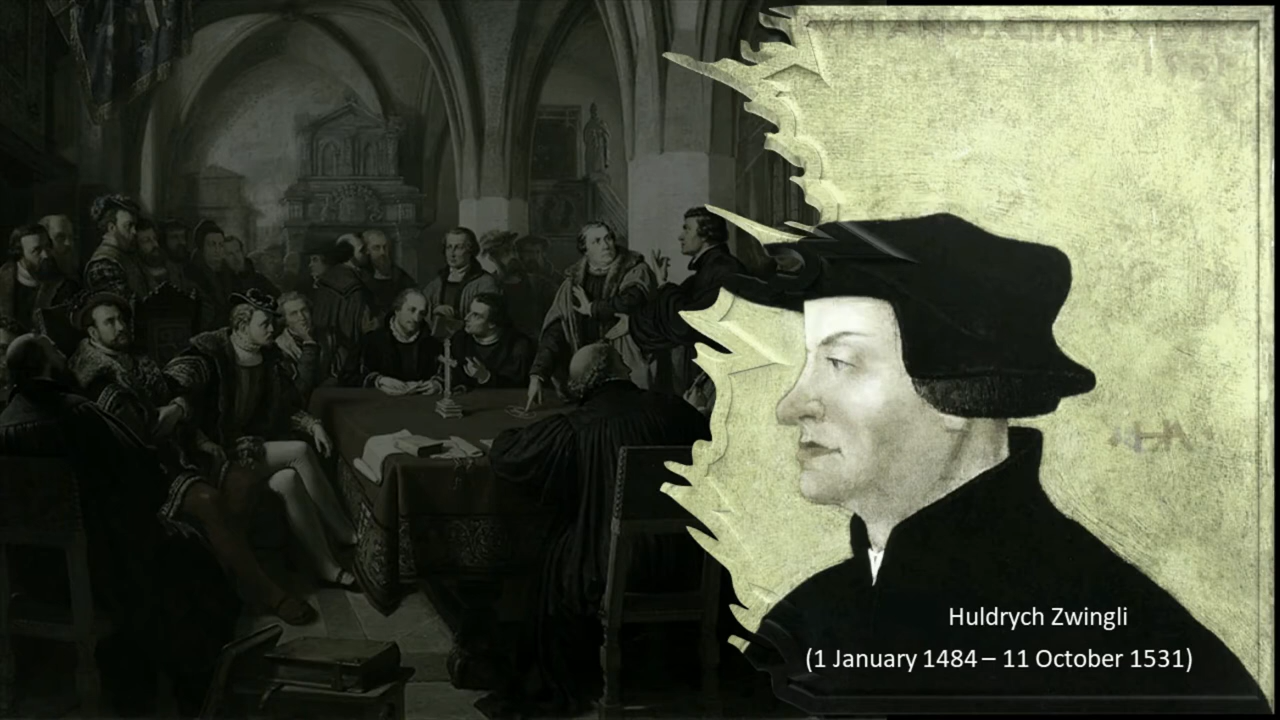 Huldrych Zwingli
(1 January 1484 – 11 October 1531)